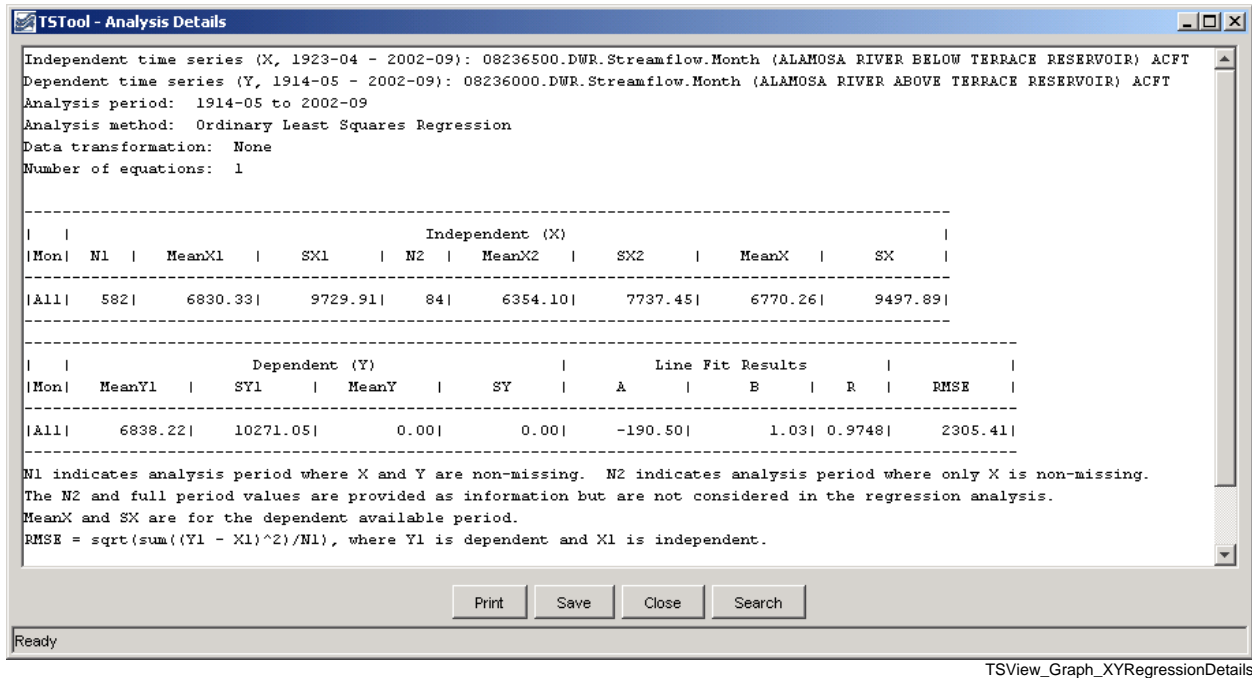 TSTool - Analysis Details
Independent time series (X, 1923-04 - 2002-09): 08236500.DWR.Streamflow.Month (ALAMOSA RIVER BELOW TERRACE RESERVOIR) ACFT
Dependent time series (Y, 1914-05 - 2002-09): 08236000.DWR.Streamflow.Month (ALAMOSA RIVER ABOVE TERRACE RESERVOIR) ACFT
Analysis period:  1914-05 to 2002-09
Analysis method:  Ordinary Least Squares Regression
Data transformation:  None
Number of equations:  1
-------------------------------------------------------------------------------------------------
|   |                                     Independent (X)                                        |
|Mon|  N1  |   MeanX1    |    SX1      |  N2  |   MeanX2    |    SX2      |    MeanX    |     SX      |
-------------------------------------------------------------------------------------------------
|All|   582|      6830.33|      9729.91|    84|      6354.10|      7737.45|      6770.26|      9497.89|
-------------------------------------------------------------------------------------------------
--------------------------------------------------------------------------------------------------------
|   |                   Dependent (Y)                    |         Line Fit Results         |            |
|Mon|   MeanY1    |    SY1      |   MeanY    |     SY     |     A      |      B     |   R    |    RMSE    |
--------------------------------------------------------------------------------------------------------
|All|      6838.22|     10271.05|        0.00|        0.00|     -190.50|        1.03|  0.9748|     2305.41|
--------------------------------------------------------------------------------------------------------
N1 indicates analysis period where X and Y are non-missing.  N2 indicates analysis period where only X is non-missing.
The N2 and full period values are provided as information but are not considered in the regression analysis.
MeanX and SX are for the dependent available period.
RMSE = sqrt(sum((Y1 - X1)^2)/N1), where Y1 is dependent and X1 is independent.
Print Save Close Search
Ready
TSView_Graph_XYRegressionDetails